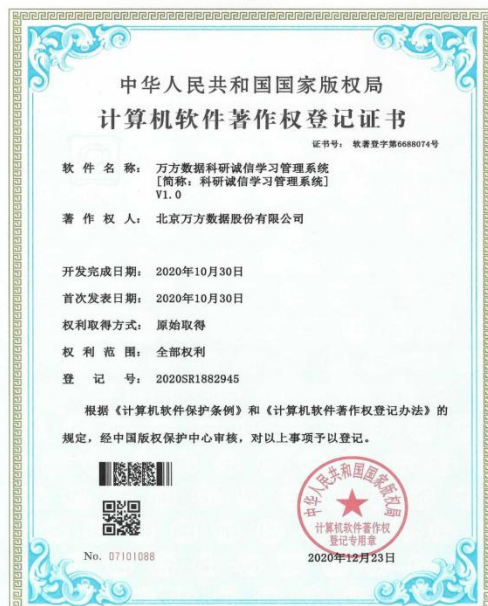 中华人民共和国国家版权局
计算机软件著作权登记证书
证书号： 软著登字第6688074号
软件名称： 万方数据科研诚信学习管理系统
[简称：科研诚信学习管理系统]
V1.0
著作权人： 北京万方数据股份有限公司
开发完成日期： 2020年10月30日
首次发表日期： 2020年10月30日
权利取得方式： 原始取得
权利范围： 全部权利
登记号： 2020SR1882945
根据《计算机软件保护条例》和《计算机软件著作权登记办法》的
规定，经中国版权保护中心审核，对以上事项予以登记。
中华人民共和国国家版权局
计算机软件著作权
登记专用章
No. 07101088
2020年12月23日